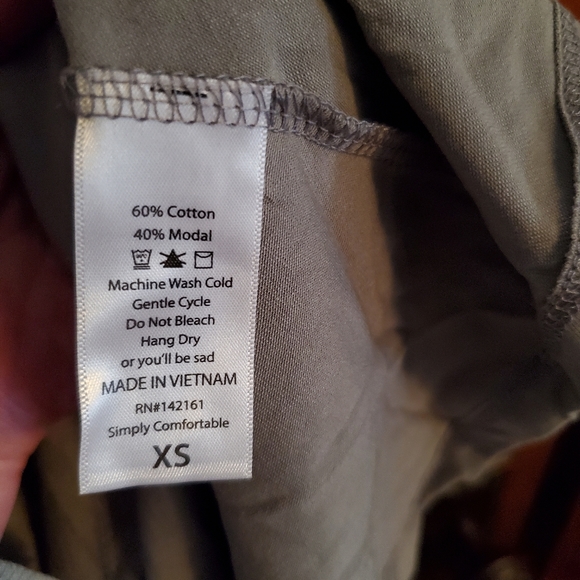 60% Cotton
40% Modal
Machine Wash Cold
Gentle Cycle
Do Not Bleach
Hang Dry
or you'll be sad
MADE IN VIETNAM
RN#142161
Simply Comfortable
XS